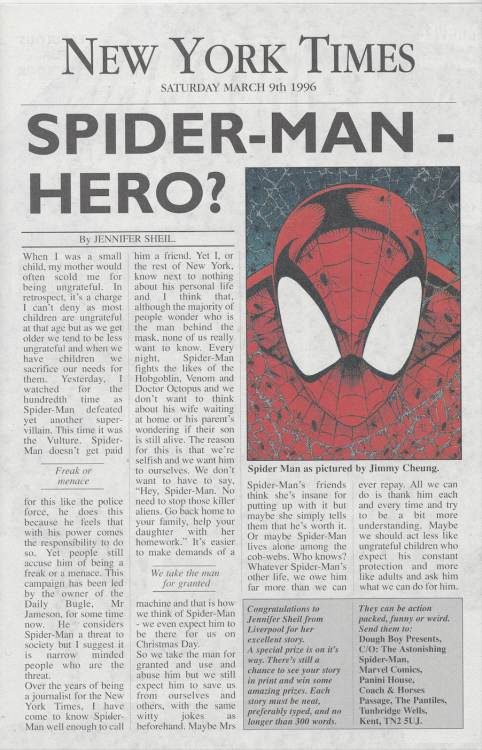 NEW YORK TIMES
SATURDAY MARCH 9th 1996
SPIDER-MAN -
HERO?
By JENNIFER SHEIL.
When I was a small
child, my mother would
often scold me for
being ungrateful. In
retrospect, it's a charge
I can't deny as most
children are ungrateful
at that age but as we get
older we tend to be less
ungrateful and when we
have children we
sacrifice our needs for
them. Yesterday, I
watched for the
hundredth time as
Spider-Man defeated
yet another super-
villain. This time it was
the Vulture. Spider-
Man doesn't get paid
Freak or
menace
for this like the police
force, he does this
because he feels that
with his power comes
the responsibility to do
so. Yet people still
accuse him of being a
freak or a menace. This
campaign has been led
by the owner of the
Daily Bugle, Mr
Jameson, for some time
now. He considers
Spider-Man a threat to
society but I suggest it
is narrow minded
people who are the
threat.
Over the years of being
a journalist for the New
York Times, I have
come to know Spider-
Man well enough to call
him a friend. Yet I, or
the rest of New York,
know next to nothing
about his personal life
and I think that,
although the majority of
people wonder who is
the man behind the
mask, none of us really
want to know. Every
night, Spider-Man
fights the likes of the
Hobgoblin, Venom and
Doctor Octopus and we
don't want to think
about his wife waiting
at home or his parent's
wondering if their son
is still alive. The reason
for this is that we're
selfish and we want him
to ourselves. We don't
want to have to say,
"Hey, Spider-Man. No
need to stop those killer
aliens. Go back home to
your family, help your
daughter with her
homework." It's easier
to make demands of a
We take the man
for granted
machine and that is how
we think of Spider-Man
- we even expect him to
be there for us on
Christmas Day.
So we take the man for
granted and use and
abuse him but we still
expect him to save us
from ourselves and
others, with the same
witty jokes as
beforehand. Maybe Mrs
Spider Man as pictured by Jimmy Cheung.
Spider-Man's friends
think she's insane for
putting up with it but
maybe she simply tells
them that he's worth it.
Or maybe Spider-Man
lives alone among the
cob-webs. Who knows?
Whatever Spider-Man's
other life, we owe him
far more than we can
ever repay. All we can
do is thank him each
and every time and try
to be a bit more
understanding. Maybe
we should act less like
ungrateful children who
expect his constant
protection and more
like adults and ask him
what we can do for him.
Congratulations to
Jennifer Sheil from
Liverpool for her
excellent story.
A special prize is on it's
way. There's still a
chance to see your story
in print and win some
amazing prizes. Each
story must be neat,
preferably typed, and no
longer than 300 words.
They can be action
packed, funny or weird.
Send them to:
Dough Boy Presents,
C/O: The Astonishing
Spider-Man,
Marvel Comics,
Panini House,
Coach & Horses
Passage, The Pantiles,
Tunbridge Wells,
Kent, TN2 5UJ.